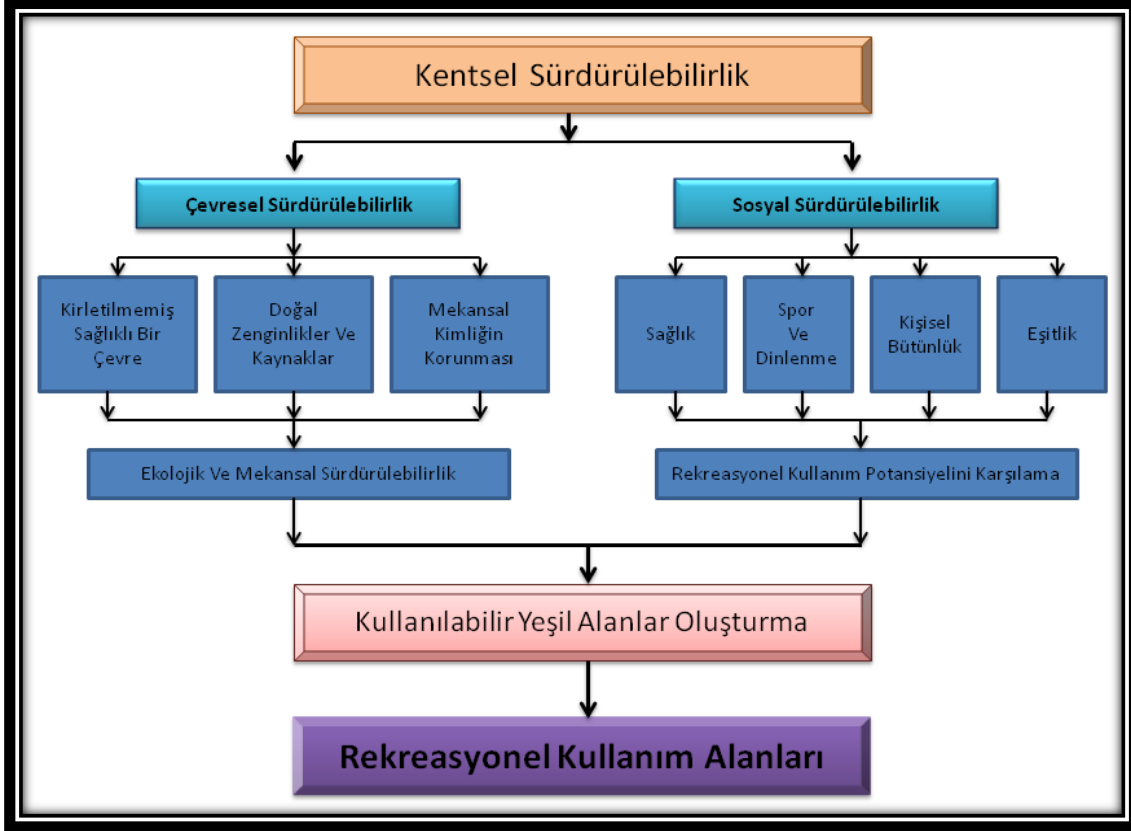 Kentsel Sürdürülebilirlik
Çevresel Sürdürülebilirlik
Sosyal Sürdürülebilirlik
Kirletilmemiş
Sağlıklı Bir
Çevre
Doğal
Zenginlikler Ve
Kaynaklar
Mekansal
Kimliğin
Korunması
Sağlık
Spor
Ve
Dinlenme
Kişisel
Bütünlük
Eşitlik
Ekolojik Ve Mekansal Sürdürülebilirlik
Rekreasyonel Kullanım Potansiyelini Karşılama
Kullanılabilir Yeşil Alanlar Oluşturma
Rekreasyonel Kullanım Alanları